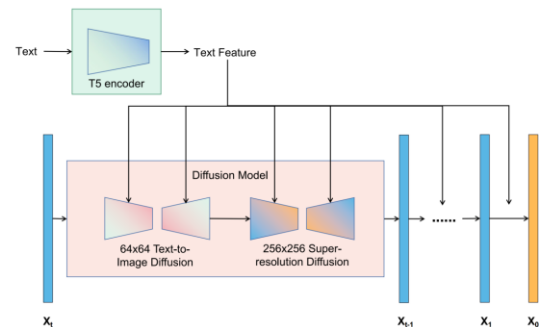 Text
Text Feature
T5 encoder
Diffusion Model
64x64 Text-to-
Image Diffusion
256x256 Super-
resolution Diffusion
......
Xt
Xt-1
X1
X0